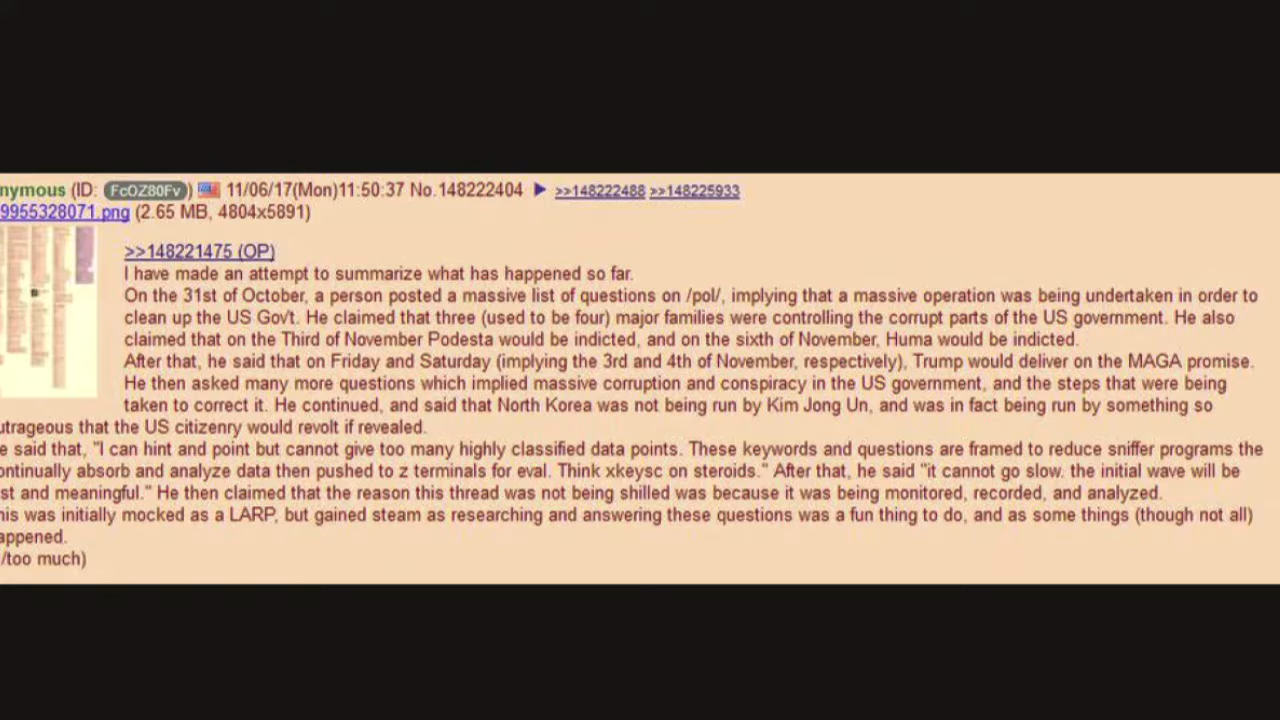 nymous (ID: FcOZ80Fv) 11/06/17(Mon)11:50:37 No.148222404 ▶ >>148222488 >>148225933
9955328071.png (2.65 MB, 4804x5891)
>>148221475 (OP)
I have made an attempt to summarize what has happened so far.
On the 31st of October, a person posted a massive list of questions on /pol/, implying that a massive operation was being undertaken in order to
clean up the US Gov't. He claimed that three (used to be four) major families were controlling the corrupt parts of the US government. He also
claimed that on the Third of November Podesta would be indicted, and on the sixth of November, Huma would be indicted.
After that, he said that on Friday and Saturday (implying the 3rd and 4th of November, respectively), Trump would deliver on the MAGA promise.
He then asked many more questions which implied massive corruption and conspiracy in the US government, and the steps that were being
taken to correct it. He continued, and said that North Korea was not being run by Kim Jong Un, and was in fact being run by something so
utrageous that the US citizenry would revolt if revealed.
e said that, "I can hint and point but cannot give too many highly classified data points. These keywords and questions are framed to reduce sniffer programs the
ontinually absorb and analyze data then pushed to z terminals for eval. Think xkeysc on steroids." After that, he said "it cannot go slow. the initial wave will be
st and meaningful." He then claimed that the reason this thread was not being shilled was because it was being monitored, recorded, and analyzed.
his was initially mocked as a LARP, but gained steam as researching and answering these questions was a fun thing to do, and as some things (though not all)
appened.
/too much)